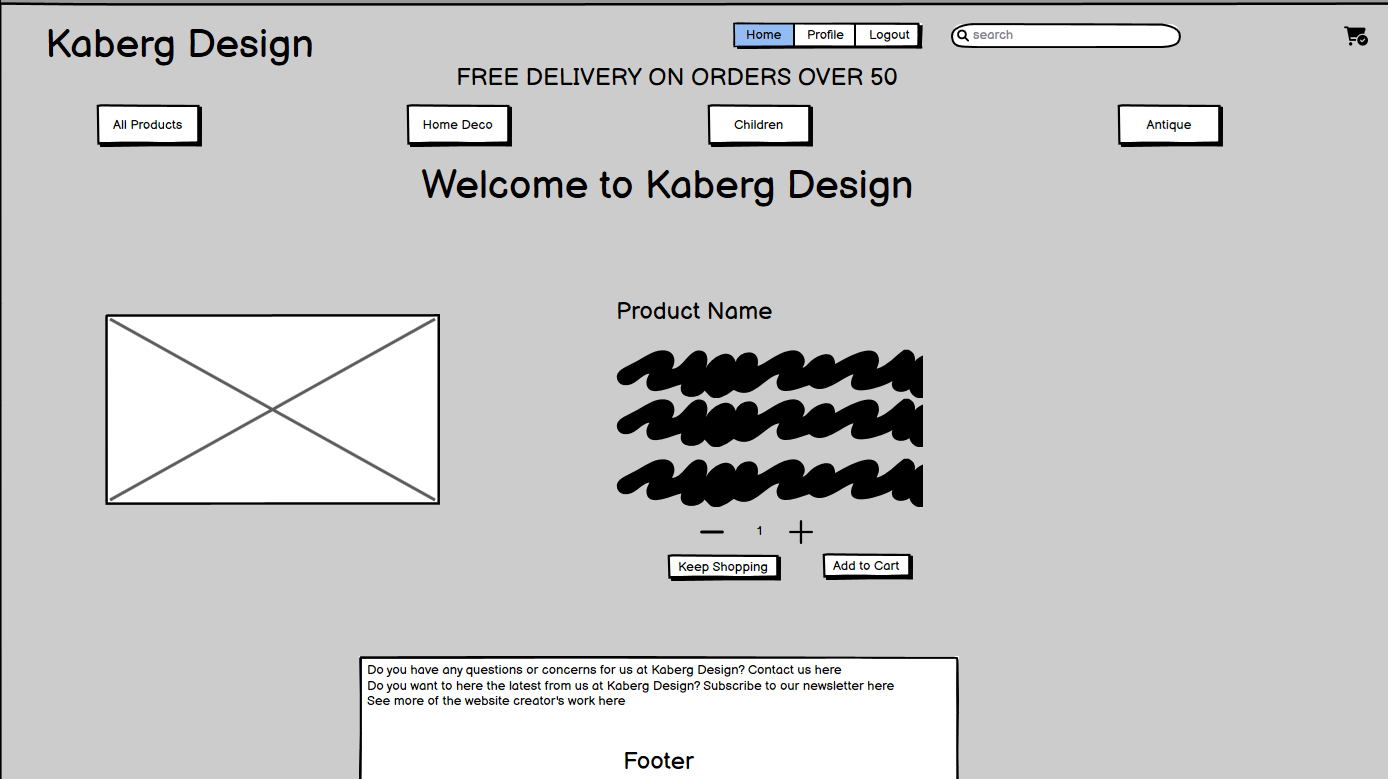 Kaberg Design
Home Profile Logout
search
FREE DELIVERY ON ORDERS OVER 50
All Products
Home Deco
Children
Antique
Welcome to Kaberg Design
Product Name
1
Keep Shopping
Add to Cart
Do you have any questions or concerns for us at Kaberg Design? Contact us here
Do you want to here the latest from us at Kaberg Design? Subscribe to our newsletter here
See more of the website creator's work here
Footer